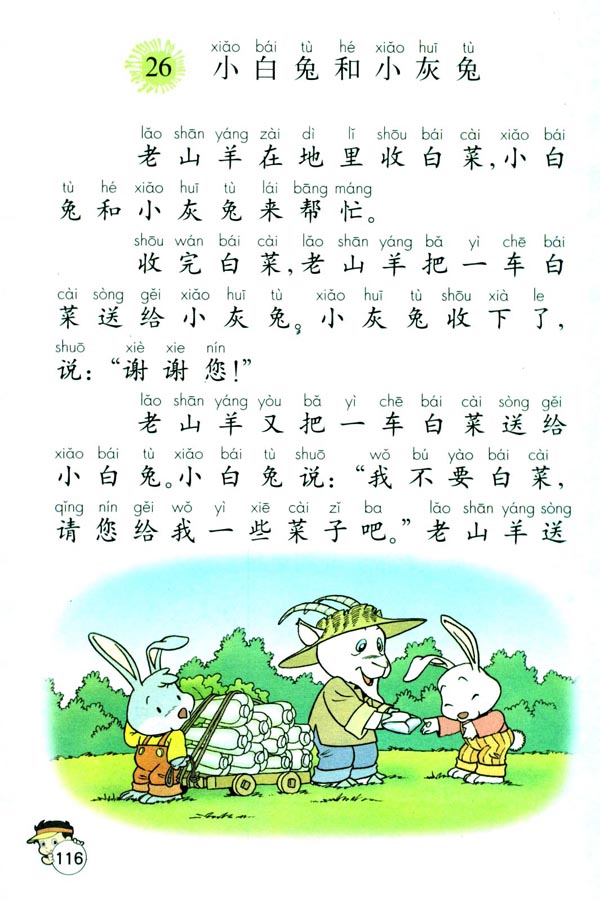 xiǎo bái tù hé xiǎo huī tù
26 小白兔和小灰兔
lǎo shān yáng zài dì lǐ shōu bái cài xiǎo bái
老山羊在地里收白菜，小白
tù hé xiǎo huī tù lái bāng máng
兔和小灰兔来帮忙。
shōu wán bái cài lǎo shān yáng bǎ yì chē bái
收完白菜，老山羊把一车白
cài sòng gěi xiǎo huī tù xiǎo huī tù shōu xià le
菜送给小灰兔。小灰兔收下了，
shuō xiè xie nín
说：“谢谢您！”
lǎo shān yáng yòu bǎ yì chē bái cài sòng gěi
老山羊又把一车白菜送给
xiǎo bái tù xiǎo bái tù shuō wǒ bú yào bái cài
小白兔。小白兔说：“我不要白菜，
qǐng nín gěi wǒ yì xiē cài zǐ ba lǎo shān yáng sòng
请您给我一些菜子吧。”老山羊送
116